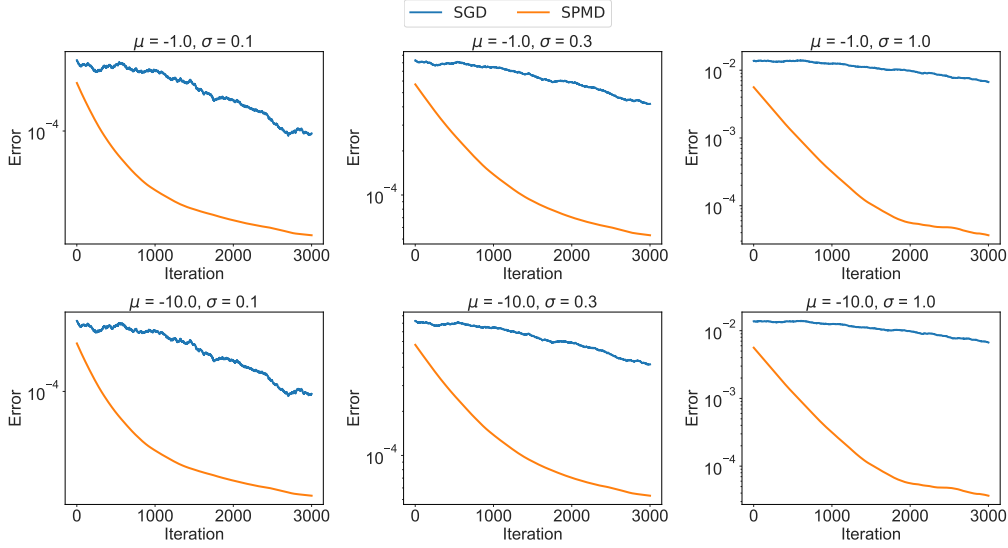 SGD SPMD
μ = -1.0, σ = 0.1
μ = -1.0, σ = 0.3
μ = -1.0, σ = 1.0
Error
10⁻⁴
0 1000 2000 3000
Iteration
Error
10⁻⁴
0 1000 2000 3000
Iteration
Error
10⁻²
10⁻³
10⁻⁴
0 1000 2000 3000
Iteration
μ = -10.0, σ = 0.1
μ = -10.0, σ = 0.3
μ = -10.0, σ = 1.0
Error
10⁻⁴
0 1000 2000 3000
Iteration
Error
10⁻⁴
0 1000 2000 3000
Iteration
Error
10⁻²
10⁻³
10⁻⁴
0 1000 2000 3000
Iteration